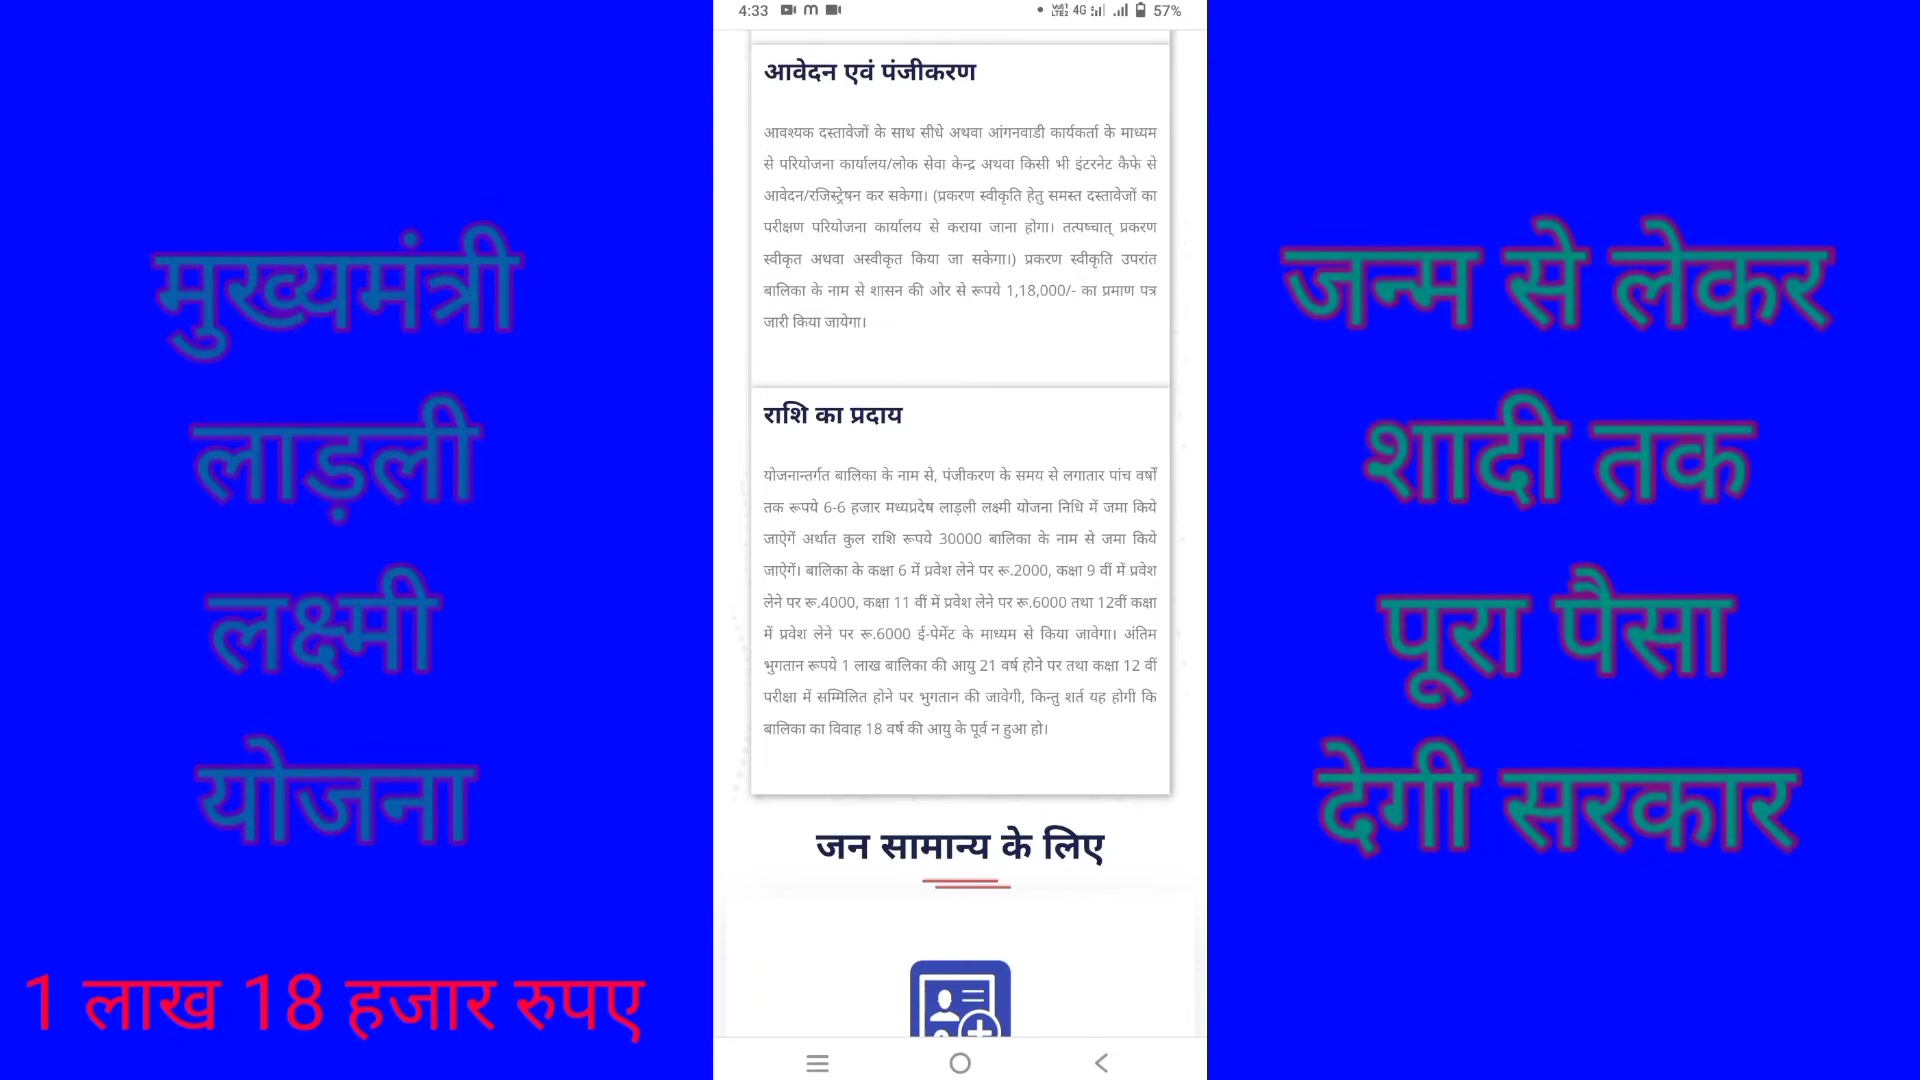 4:33
VoI) 1 LTE2 4G 57%
मुख्यमंत्री
लाड़ली
लक्ष्मी
योजना
1 लाख 18 हजार रुपए
आवेदन एवं पंजीकरण
आवश्यक दस्तावेजों के साथ सीधे अथवा आंगनवाडी कार्यकर्ता के माध्यम
से परियोजना कार्यालय/लोक सेवा केन्द्र अथवा किसी भी इंटरनेट कैफे से
आवेदन/रजिस्ट्रेषन कर सकेगा। (प्रकरण स्वीकृति हेतु समस्त दस्तावेजों का
परीक्षण परियोजना कार्यालय से कराया जाना होगा। तत्पष्चात् प्रकरण
स्वीकृत अथवा अस्वीकृत किया जा सकेगा।) प्रकरण स्वीकृति उपरांत
बालिका के नाम से शासन की ओर से रूपये 1,18,000/- का प्रमाण पत्र
जारी किया जायेगा।
राशि का प्रदाय
योजनान्तर्गत बालिका के नाम से, पंजीकरण के समय से लगातार पांच वर्षों
तक रूपये 6-6 हजार मध्यप्रदेष लाड़ली लक्ष्मी योजना निधि में जमा किये
जाऐगें अर्थात कुल राशि रूपये 30000 बालिका के नाम से जमा किये
जाऐगें। बालिका के कक्षा 6 में प्रवेश लेने पर रू.2000, कक्षा 9 वीं में प्रवेश
लेने पर रू.4000, कक्षा 11 वीं में प्रवेश लेने पर रू.6000 तथा 12वीं कक्षा
में प्रवेश लेने पर रू.6000 ई-पेमेंट के माध्यम से किया जावेगा। अंतिम
भुगतान रूपये 1 लाख बालिका की आयु 21 वर्ष होने पर तथा कक्षा 12 वीं
परीक्षा में सम्मिलित होने पर भुगतान की जावेगी, किन्तु शर्त यह होगी कि
बालिका का विवाह 18 वर्ष की आयु के पूर्व न हुआ हो।
जन सामान्य के लिए
जन्म से लेकर
शादी तक
पूरा पैसा
देगी सरकार